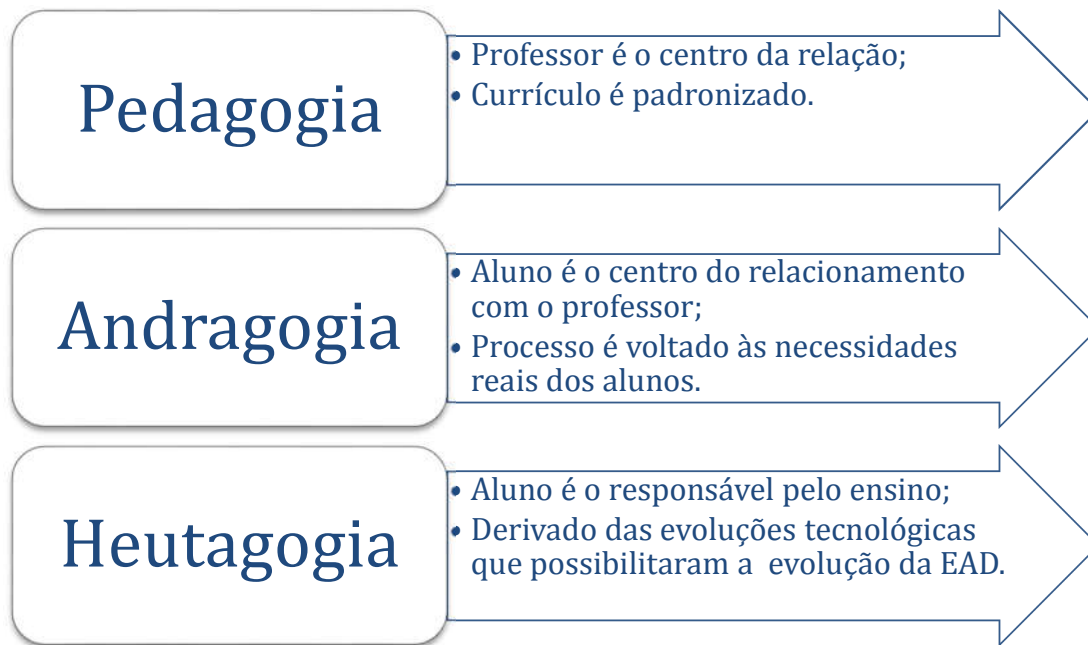 Pedagogia
• Professor é o centro da relação;
• Currículo é padronizado.
Andragogia
• Aluno é o centro do relacionamento
com o professor;
• Processo é voltado às necessidades
reais dos alunos.
Heutagogia
• Aluno é o responsável pelo ensino;
• Derivado das evoluções tecnológicas
que possibilitaram a evolução da EAD.